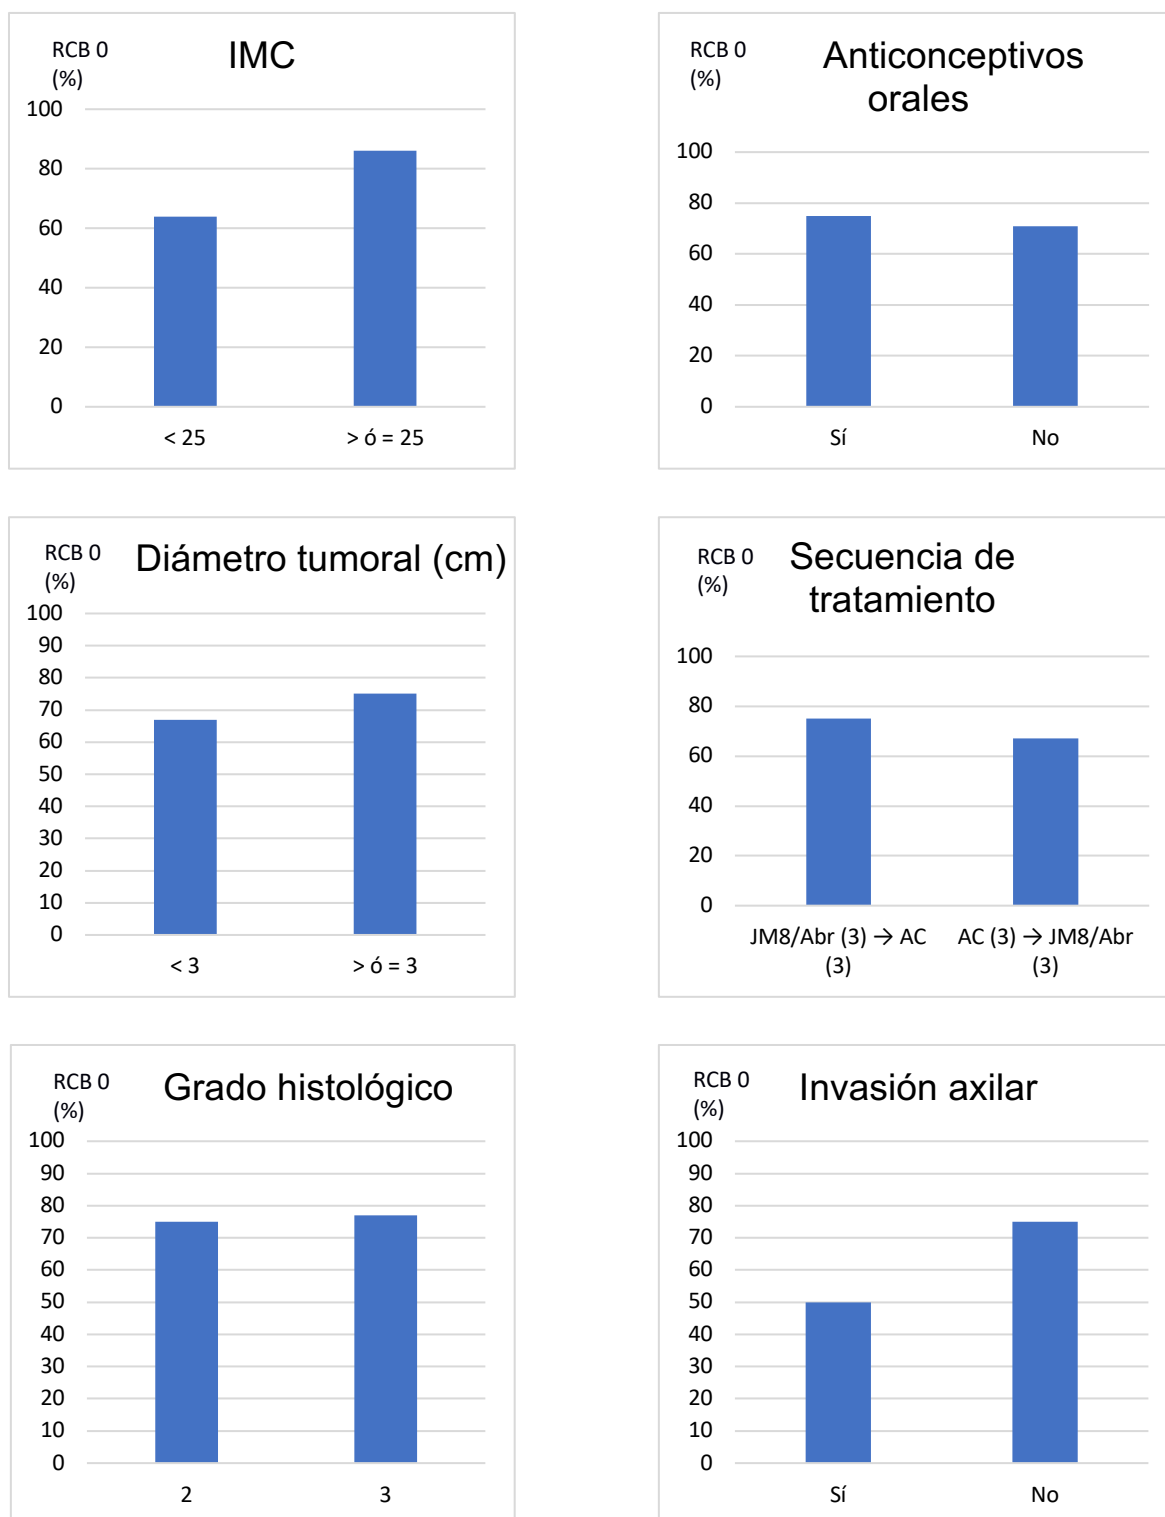 RCB 0
(%)
IMC
100
80
60
40
20
0
< 25
> ó = 25
RCB 0
(%)
Anticonceptivos
orales
100
80
60
40
20
0
Sí
No
RCB 0
(%)
Diámetro tumoral (cm)
100
90
80
70
60
50
40
30
20
10
0
< 3
> ó = 3
RCB 0
(%)
Secuencia de
tratamiento
100
80
60
40
20
0
JM8/Abr (3) → AC
(3)
AC (3) → JM8/Abr
(3)
RCB 0
(%)
Grado histológico
100
90
80
70
60
50
40
30
20
10
0
2
3
RCB 0
(%)
Invasión axilar
100
90
80
70
60
50
40
30
20
10
0
Sí
No